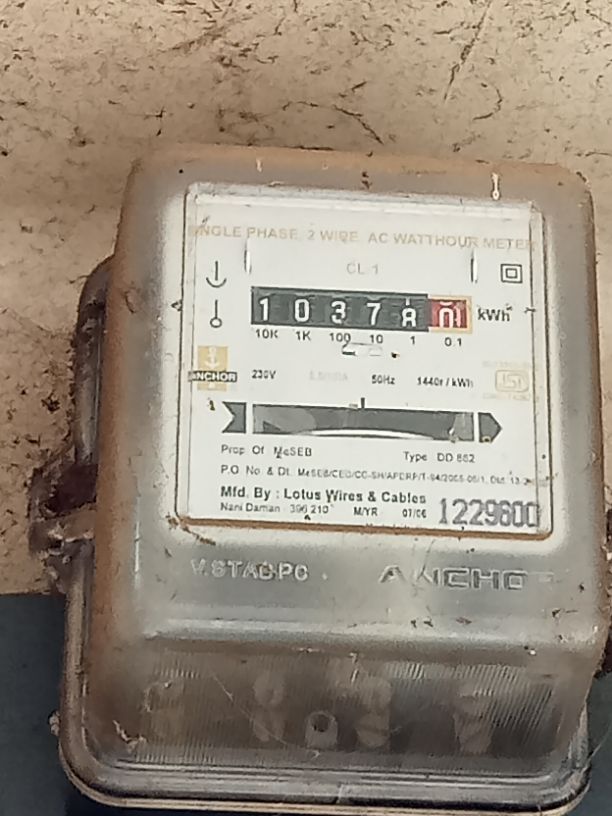 SINGLE PHASE, 2 WIRE AC WATTHOUR METER
CL 1
1 0 3 7 8 kWh
10K 1K 100 10 1 0.1
ANCHOR 230V 50Hz 1440r / kWh
Prop Of MeSEB Type DD 862
P.O. No. & Dt.
Mfd. By : Lotus Wires & Cables
Nani Daman 396 210 M/YR 07/06 1229600
ANCHO